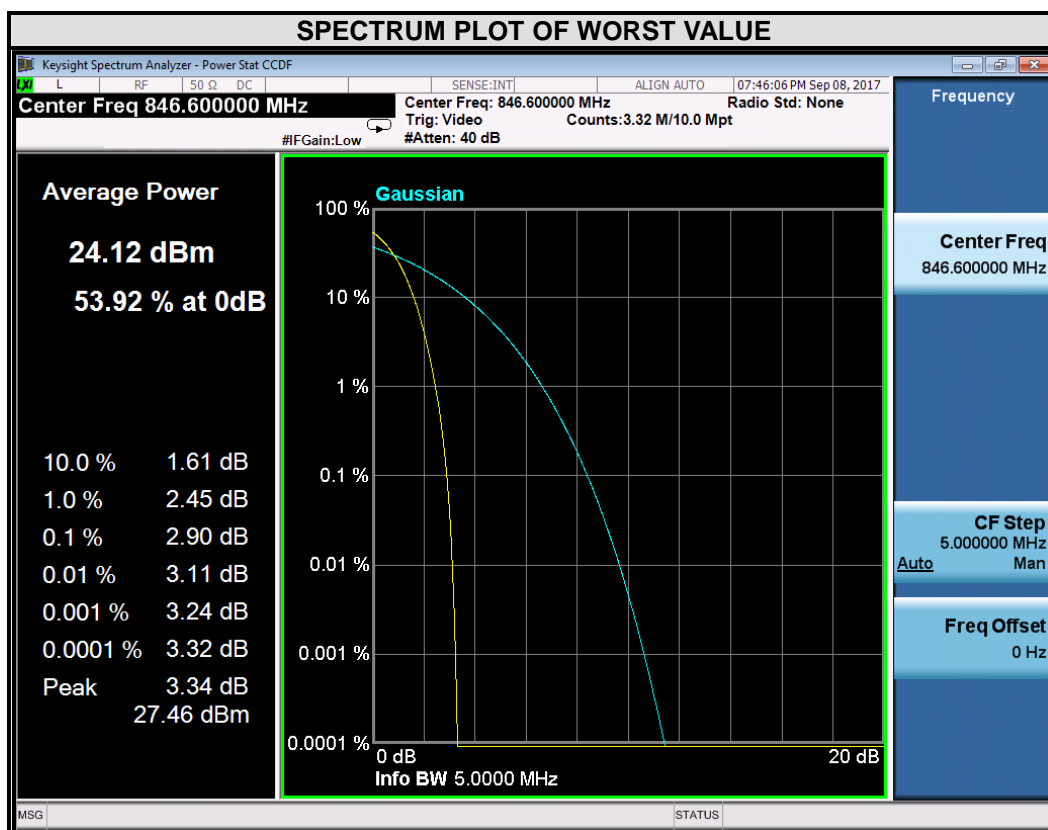 SPECTRUM PLOT OF WORST VALUE
Keysight Spectrum Analyzer - Power Stat CCDF
LXI L RF 50 Ω DC SENSE:INT ALIGN AUTO 07:46:06 PM Sep 08, 2017
Center Freq 846.600000 MHz
Center Freq: 846.600000 MHz Radio Std: None
Trig: Video Counts:3.32 M/10.0 Mpt
#IFGain:Low #Atten: 40 dB
Average Power
24.12 dBm
53.92 % at 0dB
10.0 % 1.61 dB
1.0 % 2.45 dB
0.1 % 2.90 dB
0.01 % 3.11 dB
0.001 % 3.24 dB
0.0001 % 3.32 dB
Peak 3.34 dB
27.46 dBm
Gaussian
100 %
10 %
1 %
0.1 %
0.01 %
0.001 %
0.0001 %
0 dB 20 dB
Info BW 5.0000 MHz
Frequency
Center Freq
846.600000 MHz
CF Step
5.000000 MHz
Auto Man
Freq Offset
0 Hz
MSG STATUS